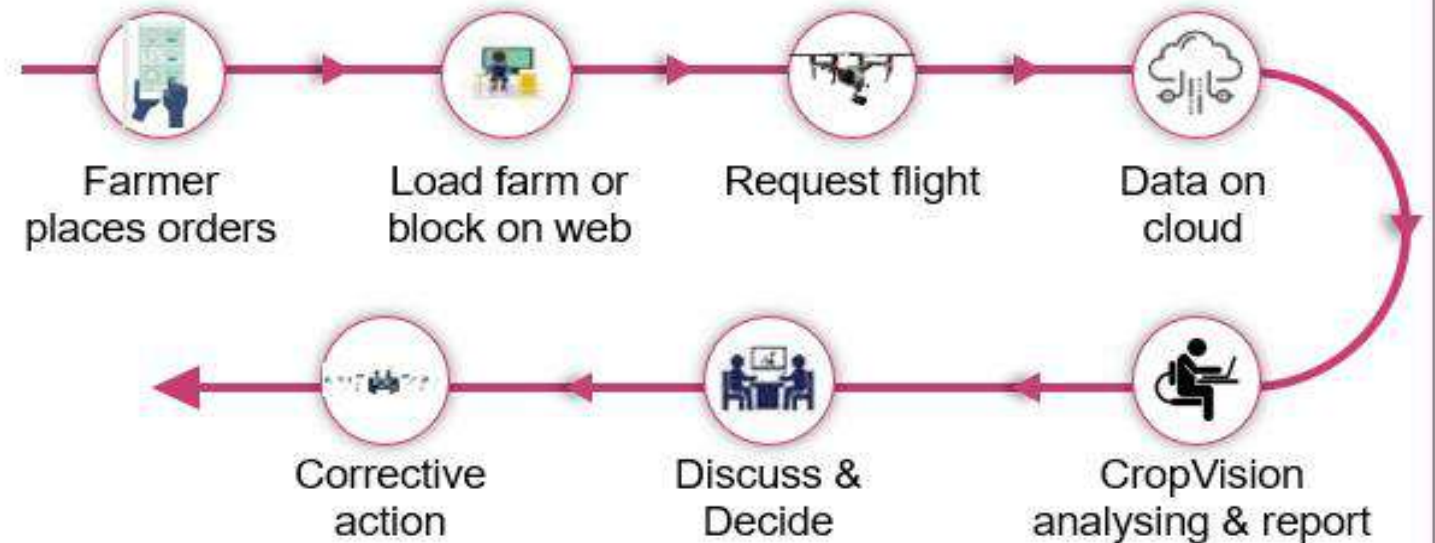 Farmer
places orders
Load farm or
block on web
Request flight
Data on
cloud
CropVision
analysing & report
Discuss &
Decide
Corrective
action